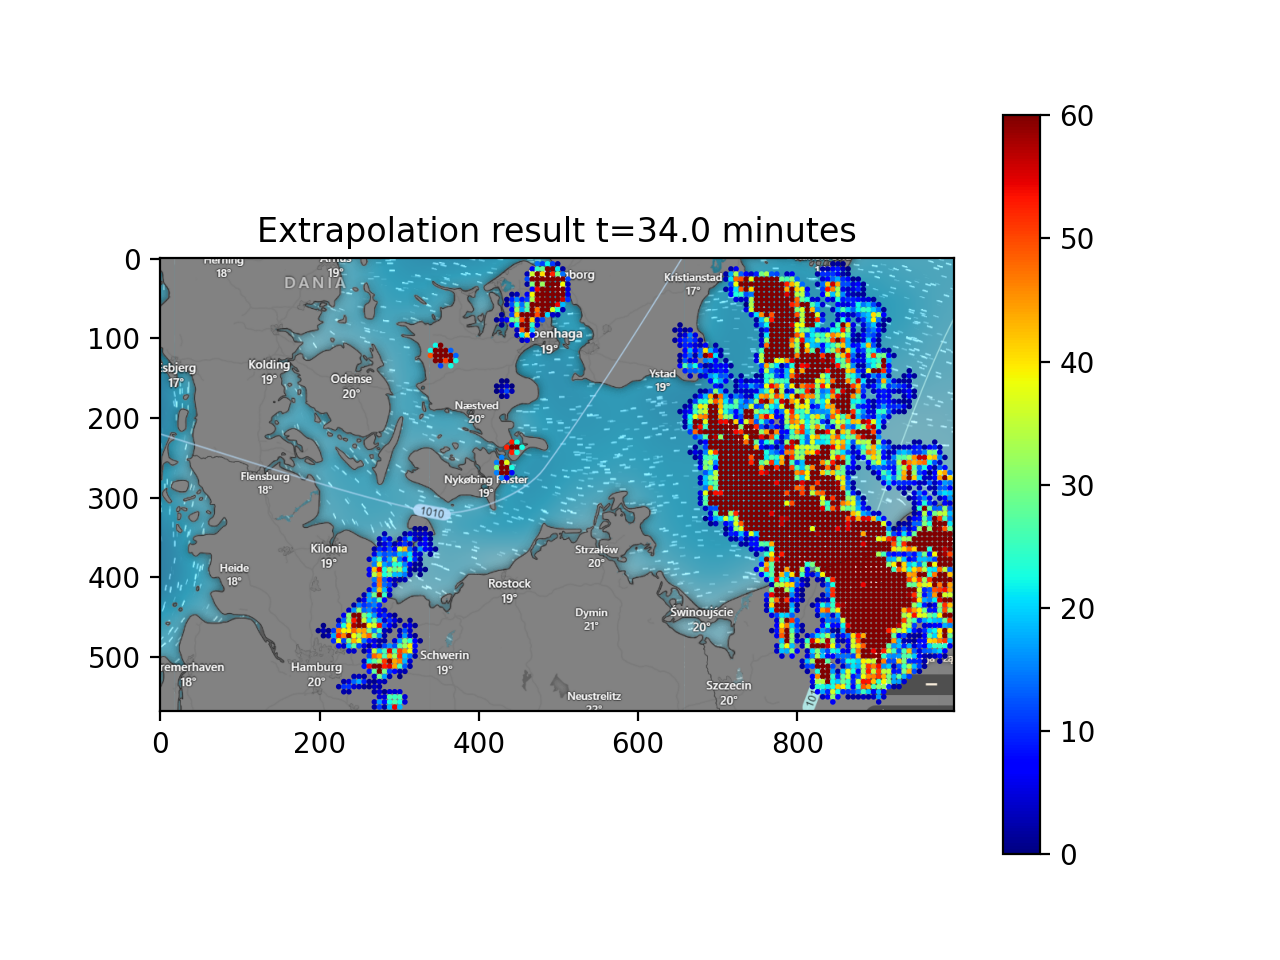 Extrapolation result t=34.0 minutes
Herning
18°
19°
DANIA
Kristianstad
17°
penhaga
19°
sbjerg
17°
Kolding
19°
Odense
20°
Ystad
19°
Næstved
20°
Flensburg
18°
Nykøbing Falster
19°
1010
Kilonia
19°
Strzałów
20°
Heide
18°
Rostock
19°
Dymin
21°
Świnoujście
20°
remerhaven
18°
Hamburg
20°
Schwerin
19°
Szczecin
20°
Neustrelitz
22°
0
100
200
300
400
500
0
200
400
600
800
60
50
40
30
20
10
0